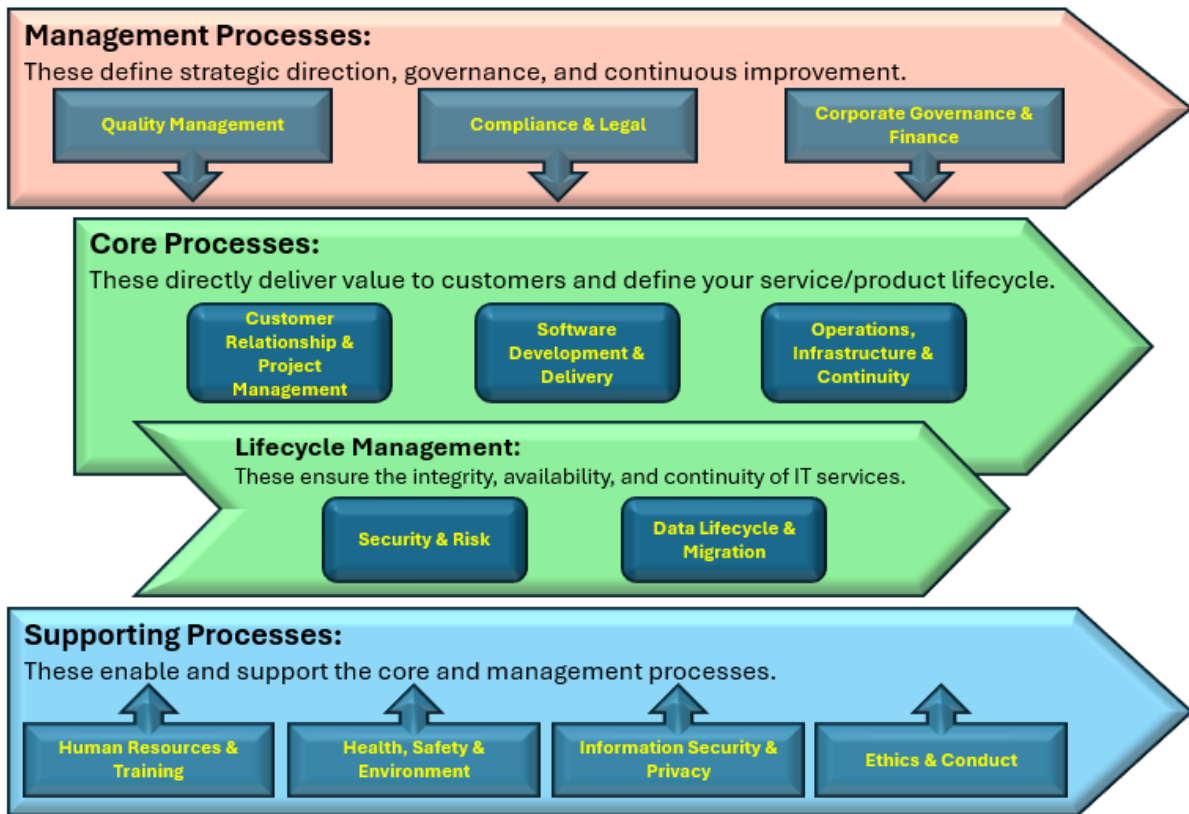 Management Processes:
These define strategic direction, governance, and continuous improvement.
Quality Management
Compliance & Legal
Corporate Governance &
Finance
Core Processes:
These directly deliver value to customers and define your service/product lifecycle.
Customer
Relationship &
Project
Management
Software
Development &
Delivery
Operations,
Infrastructure &
Continuity
Lifecycle Management:
These ensure the integrity, availability, and continuity of IT services.
Security & Risk
Data Lifecycle &
Migration
Supporting Processes:
These enable and support the core and management processes.
Human Resources &
Training
Health, Safety &
Environment
Information Security &
Privacy
Ethics & Conduct